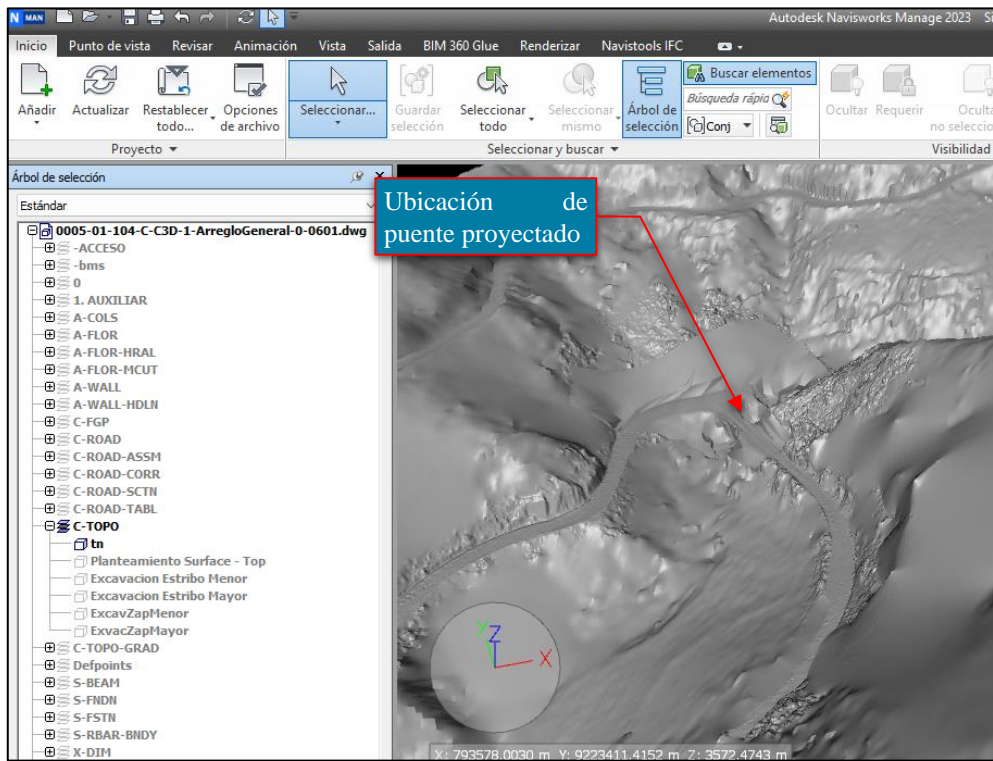 N MAN
Autodesk Navisworks Manage 2023
Inicio Punto de vista Revisar Animación Vista Salida BIM 360 Glue Renderizar Navistools IFC
Añadir
Actualizar
Restablecer todo...
Opciones de archivo
Seleccionar...
Guardar selección
Seleccionar todo
Seleccionar mismo
Árbol de selección
Buscar elementos
Búsqueda rápida
Conj
Ocultar
Requerir
Proyecto
Seleccionar y buscar
Visibilidad
Árbol de selección
Estándar
Ubicación de
puente proyectado
0005-01-104-C-C3D-1-ArregloGeneral-0-0601.dwg
-ACCESO
-bms
0
1. AUXILIAR
A-COLS
A-FLOR
A-FLOR-HRAL
A-FLOR-MCUT
A-WALL
A-WALL-HDLN
C-FGP
C-ROAD
C-ROAD-ASSM
C-ROAD-CORR
C-ROAD-SCTN
C-ROAD-TABL
C-TOPO
tn
Planteamiento Surface - Top
Excavacion Estribo Menor
Excavacion Estribo Mayor
ExcavZapMenor
ExvacZapMayor
C-TOPO-GRAD
Defpoints
S-BEAM
S-FNDN
S-FSTN
S-RBAR-BNDY
X-DIM
Y
Z
X
X: 793578.0030 m Y: 9223411.4152 m Z: 3572.4743 m